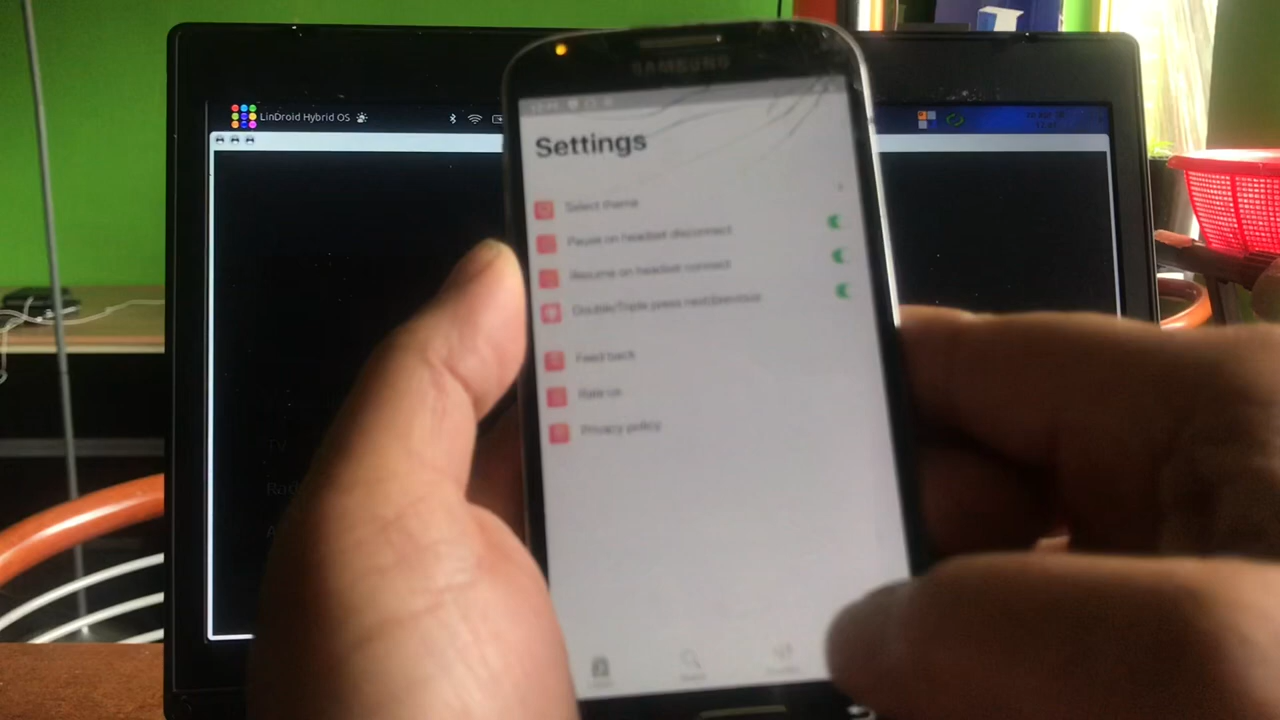 SAMSUNG
LinDroid Hybrid OS
Settings
Select theme
Pause on headset disconnect
Resume on headset connect
Double/Triple press next/previous
Feed back
Rate us
Privacy policy
TV